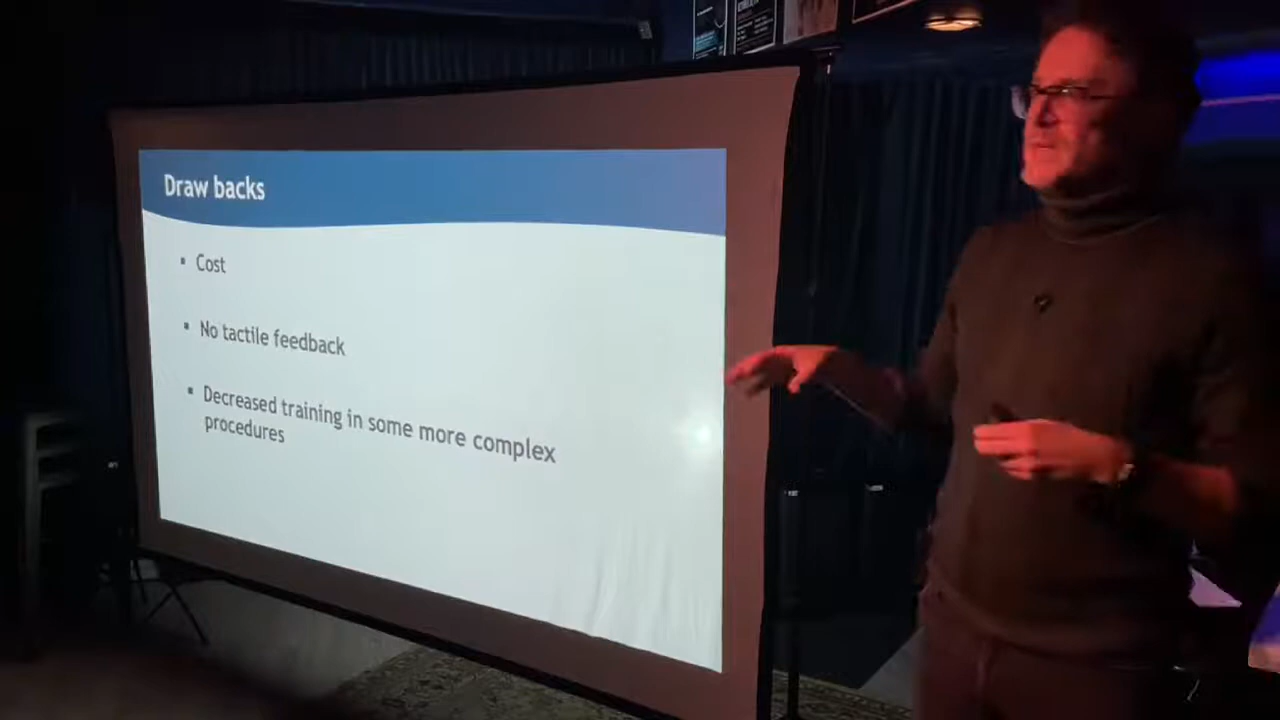 Draw backs
▪ Cost
▪ No tactile feedback
▪ Decreased training in some more complex
procedures